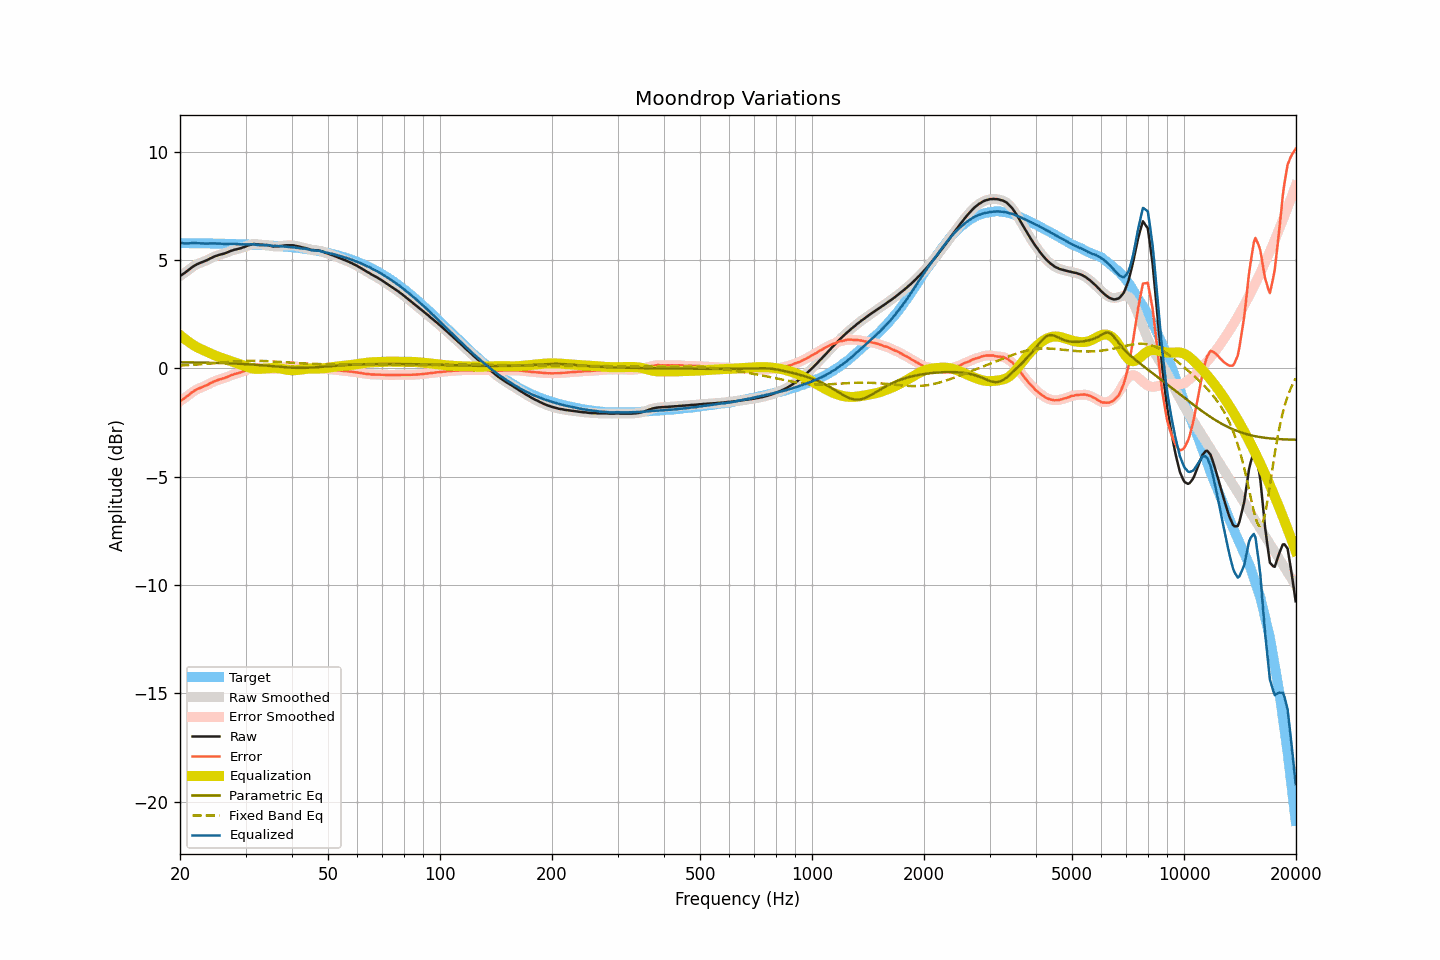 Moondrop Variations
10
5
0
−5
−10
−15
−20
Amplitude (dBr)
Target
Raw Smoothed
Error Smoothed
Raw
Error
Equalization
Parametric Eq
Fixed Band Eq
Equalized
20 50 100 200 500 1000 2000 5000 10000 20000
Frequency (Hz)